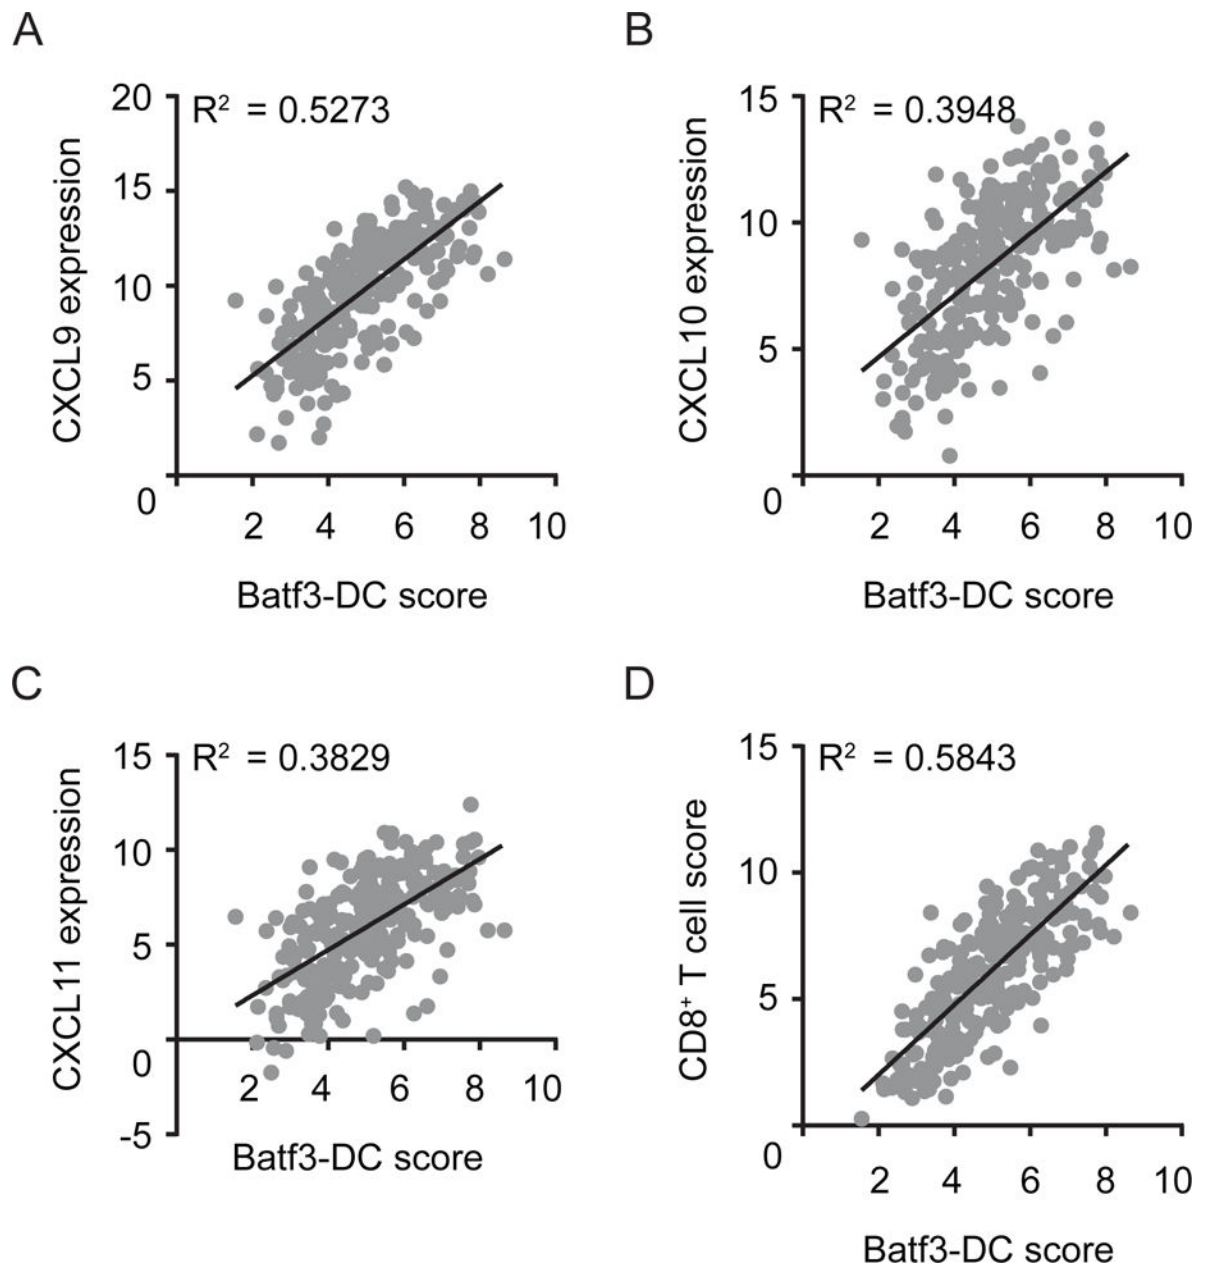 A
R² = 0.5273
CXCL9 expression
20
15
10
5
0
2 4 6 8 10
Batf3-DC score
B
R² = 0.3948
CXCL10 expression
15
10
5
0
2 4 6 8 10
Batf3-DC score
C
R² = 0.3829
CXCL11 expression
15
10
5
0
-5
2 4 6 8 10
Batf3-DC score
D
R² = 0.5843
CD8⁺ T cell score
15
10
5
0
2 4 6 8 10
Batf3-DC score